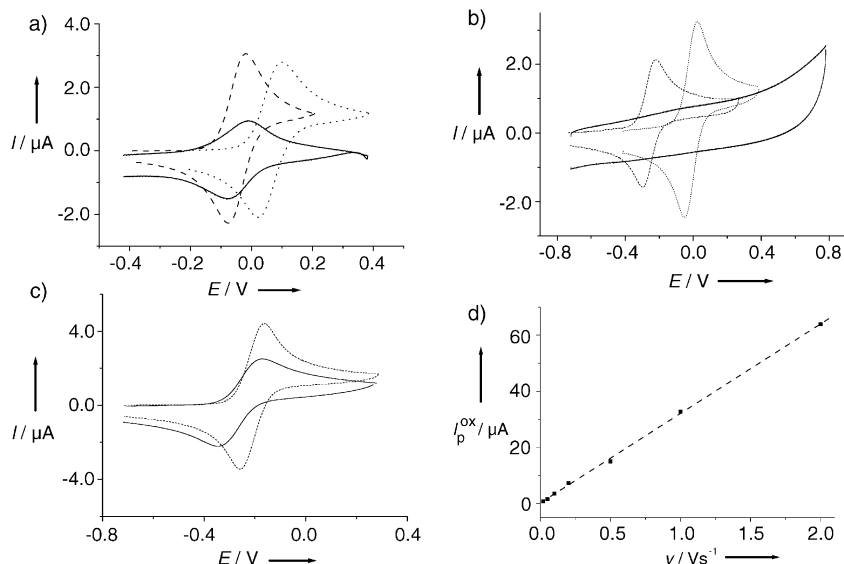 a)
4.0
2.0
0.0
-2.0
I / µA
-0.4 -0.2 0.0 0.2 0.4
E / V
b)
2.0
0.0
-2.0
I / µA
-0.8 -0.4 0.0 0.4 0.8
E / V
c)
4.0
0.0
-4.0
I / µA
-0.8 -0.4 0.0 0.4
E / V
d)
60
40
20
0
I_p^ox / µA
0.0 0.5 1.0 1.5 2.0
v / Vs⁻¹